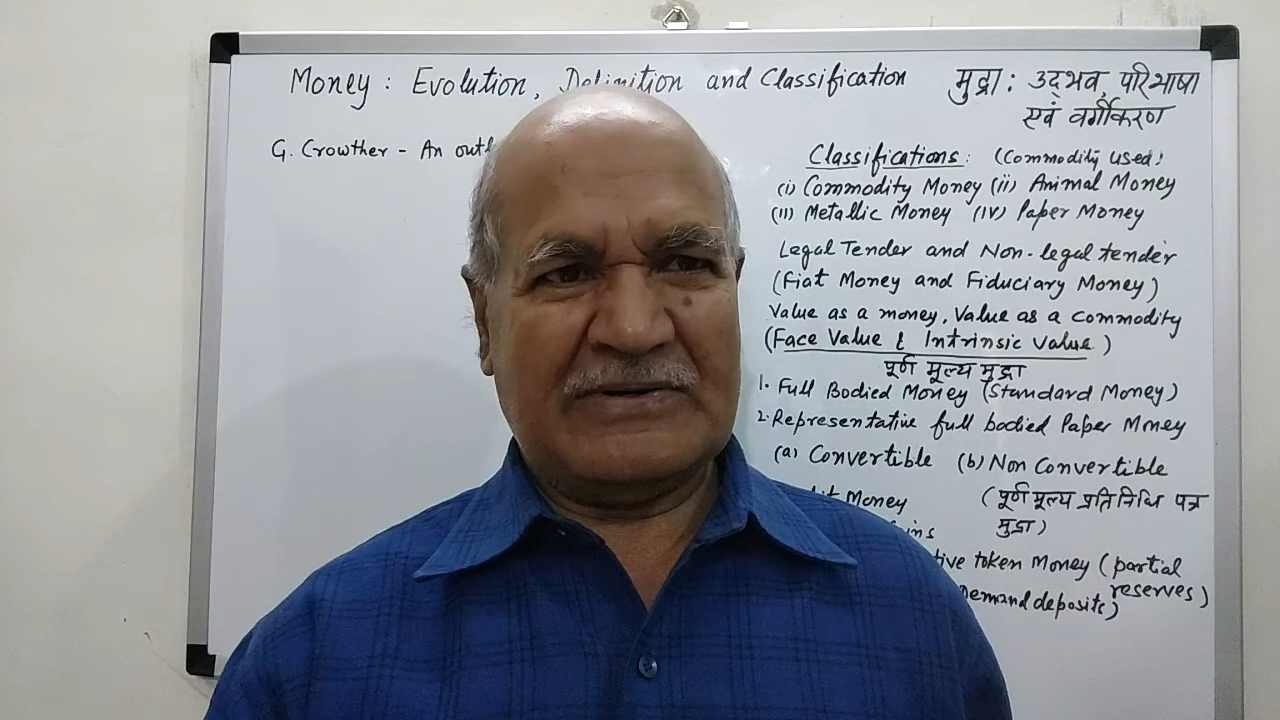 Money : Evolution, Definition and Classification
मुद्रा : उद्भव, परिभाषा
एवं वर्गीकरण
G. Crowther - An outl
Classifications : (Commodity used)
(i) Commodity Money (ii) Animal Money
(III) Metallic Money (IV) Paper Money
Legal Tender and Non-legal tender
(Fiat Money and Fiduciary Money)
Value as a money, Value as a Commodity
(Face Value & Intrinsic Value)
पूर्ण मूल्य मुद्रा
1. Full Bodied Money (Standard Money)
2. Representative full bodied Paper Money
(a) Convertible (b) Non Convertible
Money (पूर्ण मूल्य प्रतिनिधि पत्र
मुद्रा)
ins
tive token Money (partial
reserves)
Demand deposits)